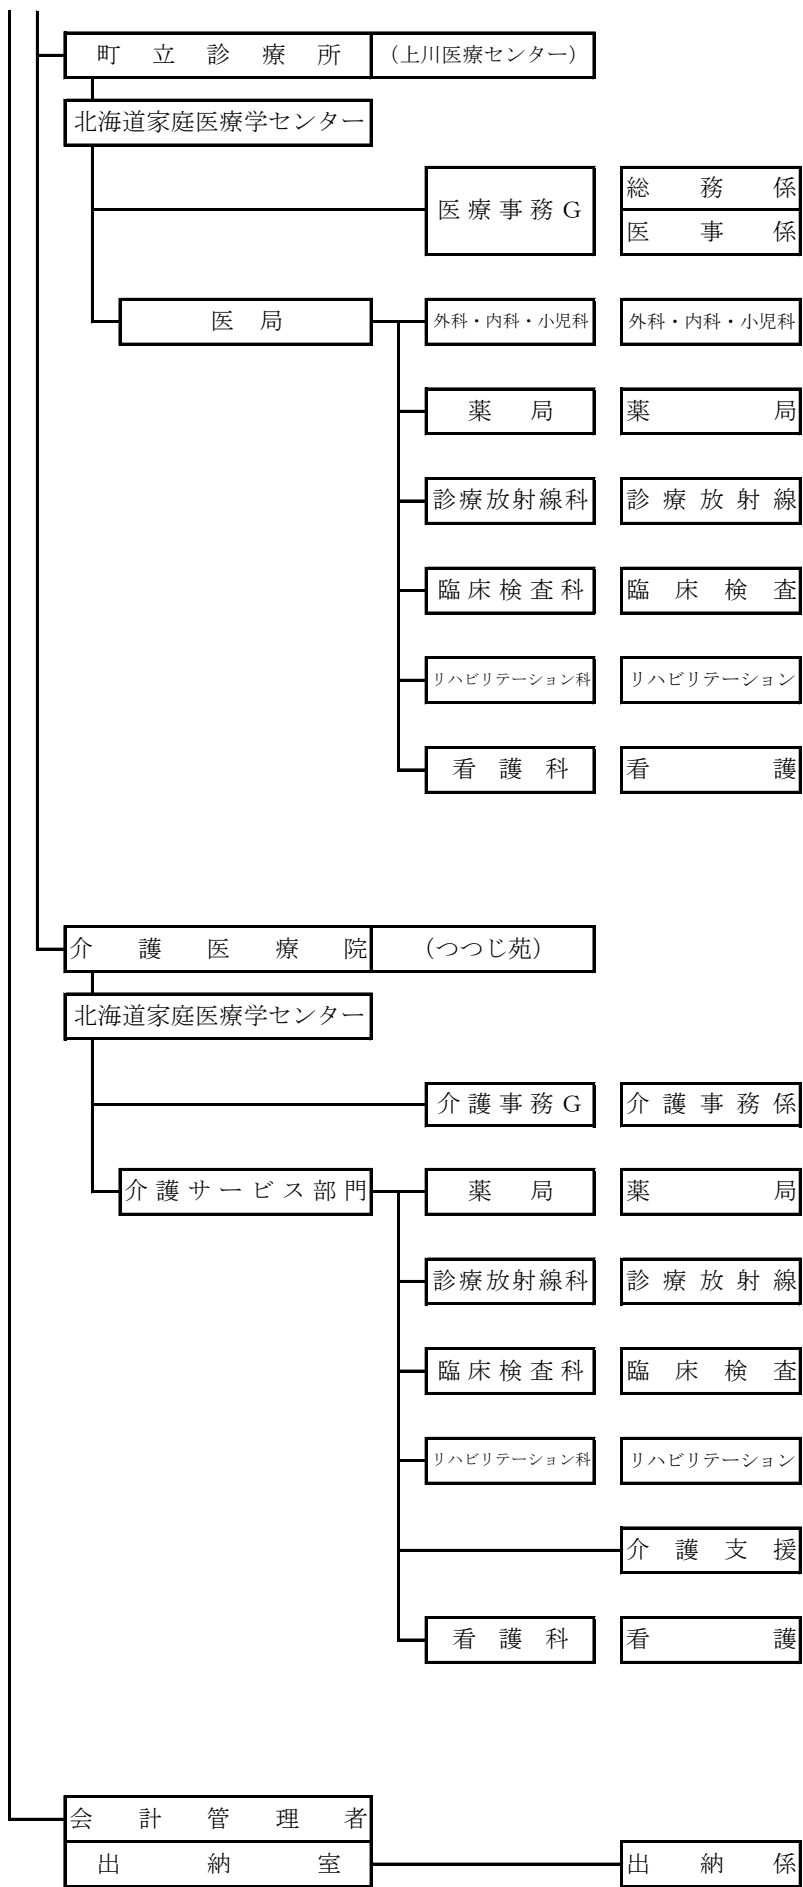 町立診療所 （上川医療センター）
北海道家庭医療学センター
医療事務G 総務係
医事係
医局 外科・内科・小児科 外科・内科・小児科
薬局 薬局
診療放射線科 診療放射線
臨床検査科 臨床検査
リハビリテーション科 リハビリテーション
看護科 看護
介護医療院 （つつじ苑）
北海道家庭医療学センター
介護事務G 介護事務係
介護サービス部門 薬局 薬局
診療放射線科 診療放射線
臨床検査科 臨床検査
リハビリテーション科 リハビリテーション
介護支援
看護科 看護
会計管理者
出納室 出納係